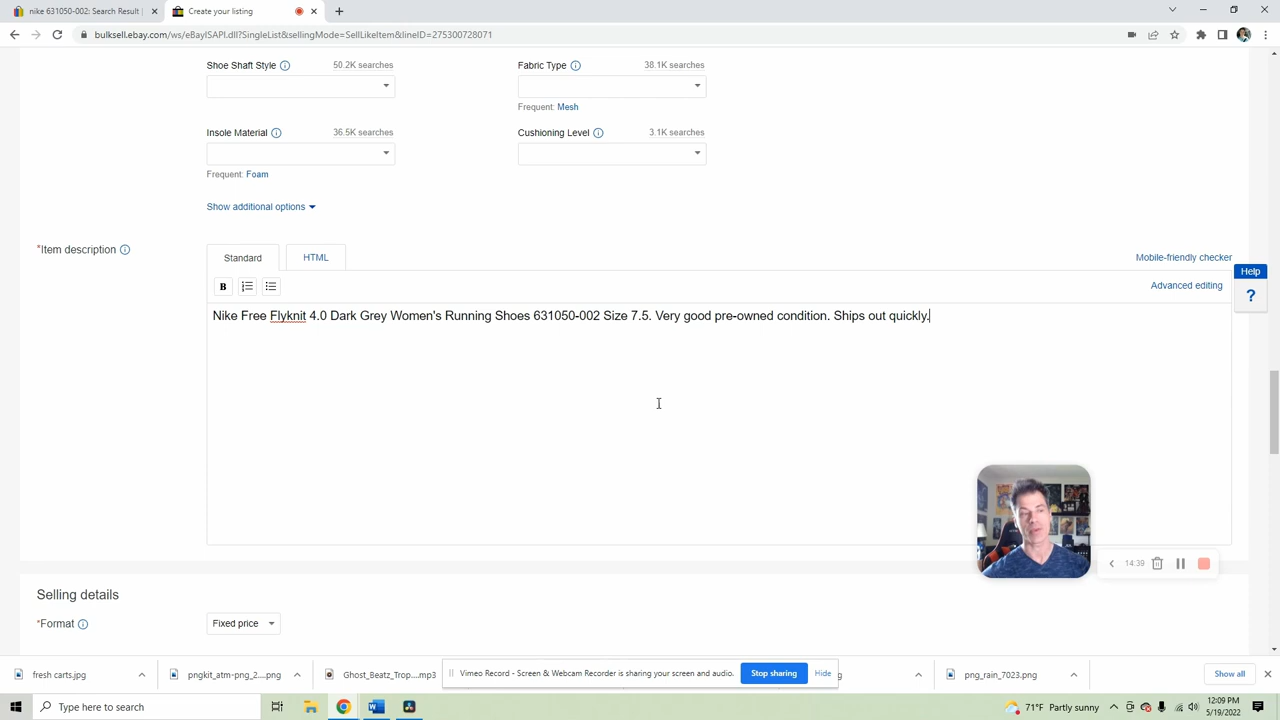 nike 631050-002: Search Result |
Create your listing
bulksell.ebay.com/ws/eBayISAPI.dll?SingleList&sellingMode=SellLikeItem&lineID=275300728071
Shoe Shaft Style 50.2K searches
Fabric Type 38.1K searches
Frequent: Mesh
Insole Material 36.5K searches
Cushioning Level 3.1K searches
Frequent: Foam
Show additional options
*Item description
Standard
HTML
Mobile-friendly checker
Help
?
B
Advanced editing
Nike Free Flyknit 4.0 Dark Grey Women's Running Shoes 631050-002 Size 7.5. Very good pre-owned condition. Ships out quickly.
14:39
Selling details
*Format
Fixed price
fresh_carts.jpg
pngkit_atm-png_2....png
Ghost_Beatz_Trop....mp3
Vimeo Record - Screen & Webcam Recorder is sharing your screen and audio.
Stop sharing
Hide
png_rain_7023.png
Show all
Type here to search
71°F Partly sunny
12:09 PM
5/19/2022